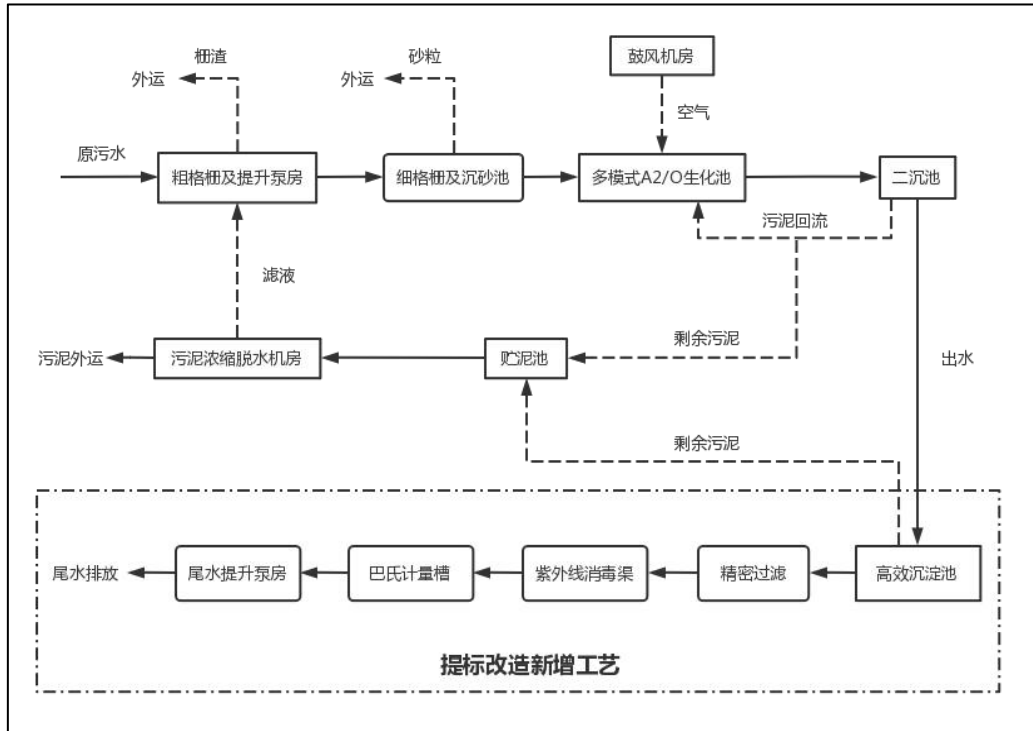 栅渣
外运
砂粒
外运
鼓风机房
空气
原污水
粗格栅及提升泵房
细格栅及沉砂池
多模式A2/O生化池
二沉池
污泥回流
滤液
污泥外运
污泥浓缩脱水机房
贮泥池
剩余污泥
出水
剩余污泥
尾水排放
尾水提升泵房
巴氏计量槽
紫外线消毒渠
精密过滤
高效沉淀池
提标改造新增工艺